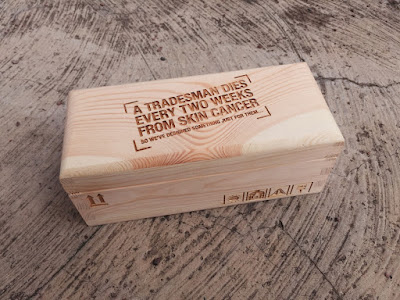 A TRADESMAN DIES
EVERY TWO WEEKS
FROM SKIN CANCER
SO WE'VE DESIGNED SOMETHING JUST FOR THEM.